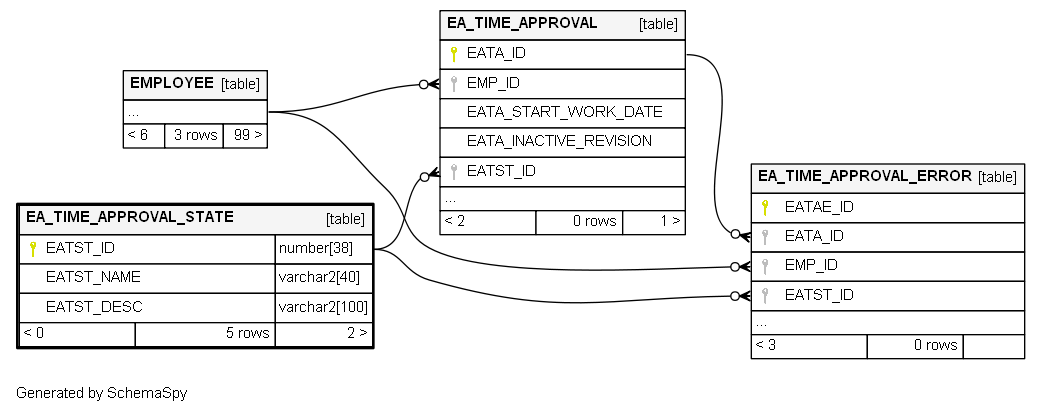 EA_TIME_APPROVAL [table]
EATA_ID
EMP_ID
EATA_START_WORK_DATE
EATA_INACTIVE_REVISION
EATST_ID
...
< 2 0 rows 1 >
EMPLOYEE [table]
...
< 6 3 rows 99 >
EA_TIME_APPROVAL_STATE [table]
EATST_ID number[38]
EATST_NAME varchar2[40]
EATST_DESC varchar2[100]
< 0 5 rows 2 >
EA_TIME_APPROVAL_ERROR [table]
EATAE_ID
EATA_ID
EMP_ID
EATST_ID
...
< 3 0 rows
Generated by SchemaSpy